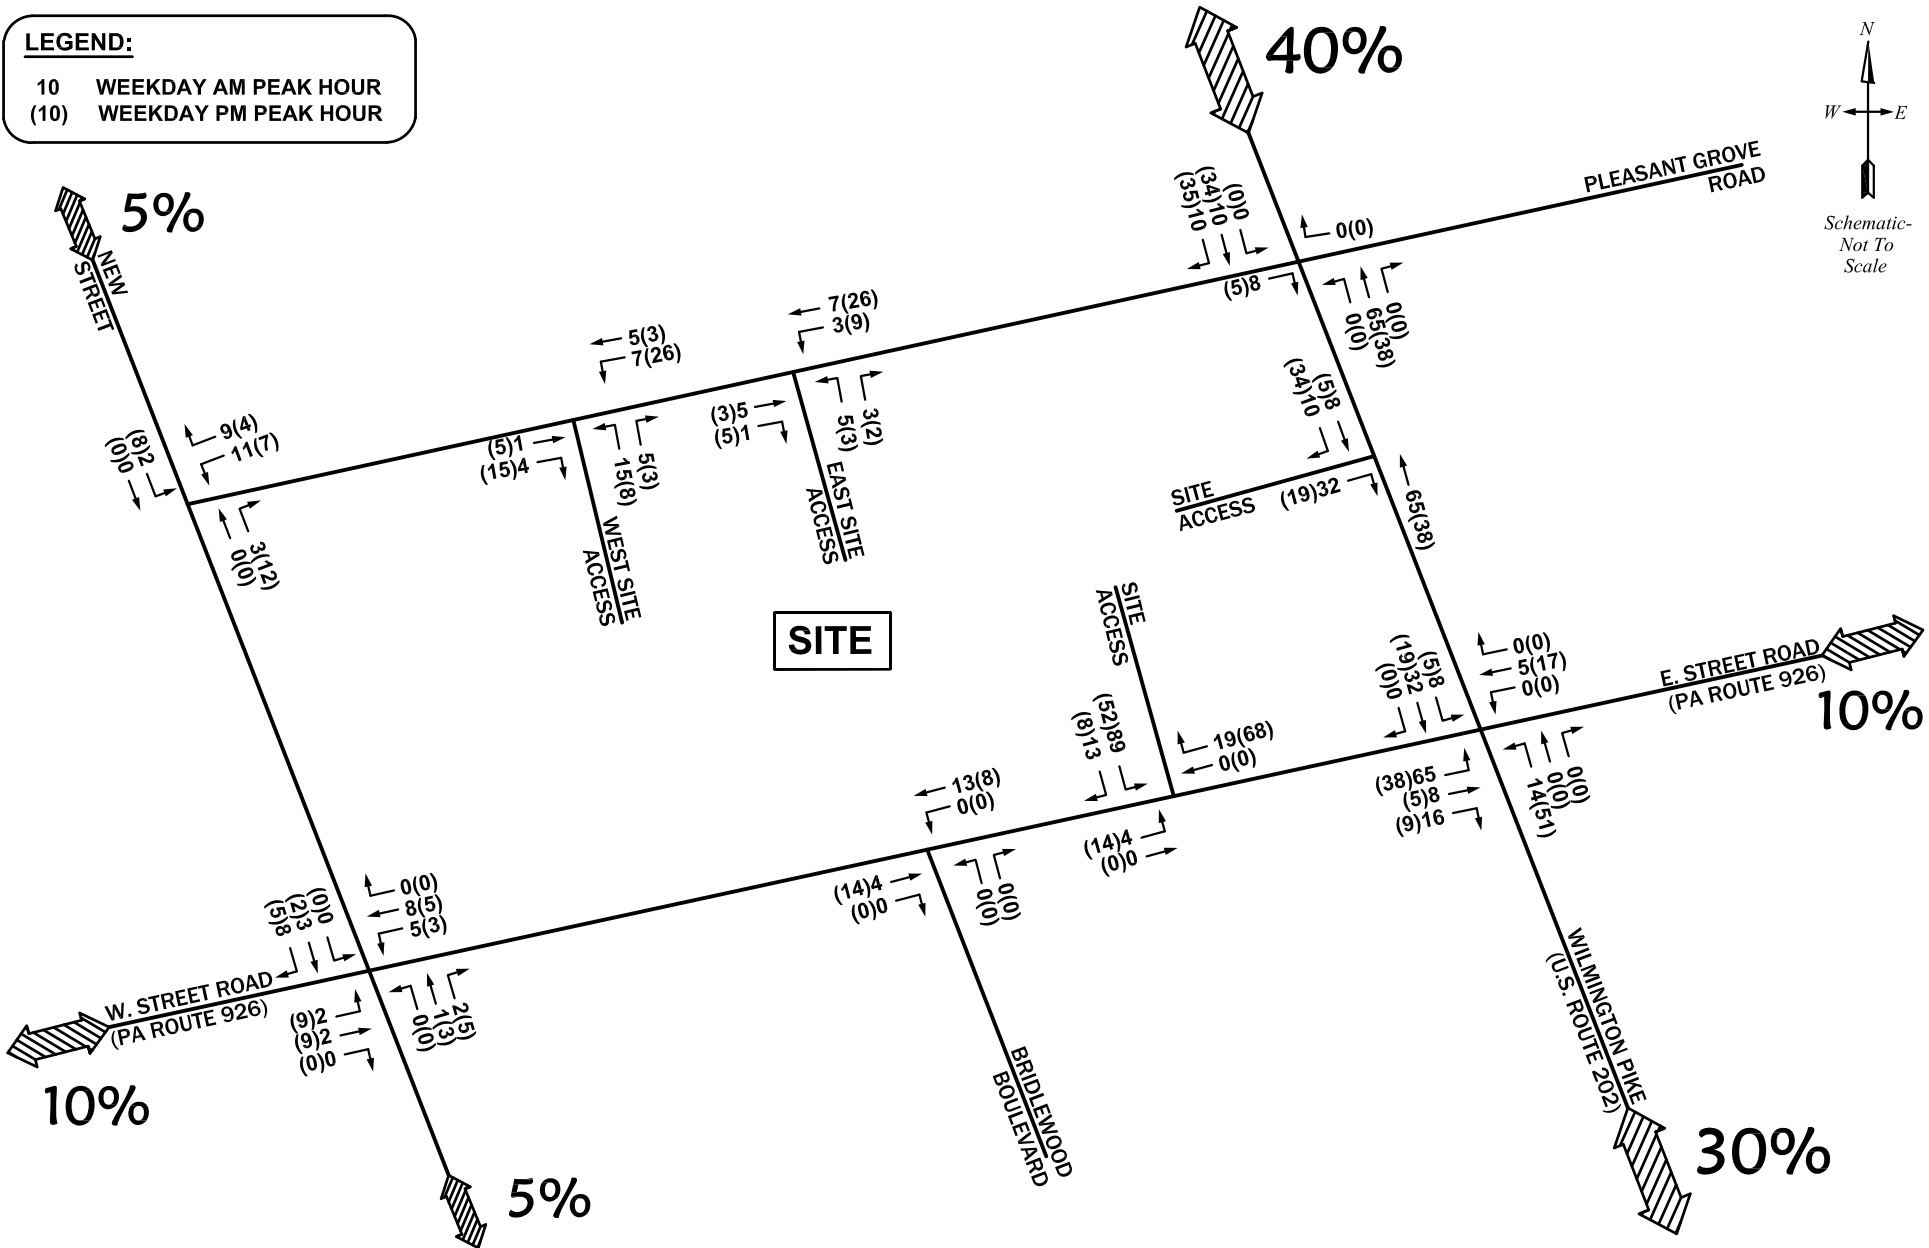 LEGEND:
10 WEEKDAY AM PEAK HOUR
(10) WEEKDAY PM PEAK HOUR
40%
N
W E
Schematic-
Not To
Scale
PLEASANT GROVE
ROAD
5%
NEW
STREET
(0)0
(34)10
(35)10
0(0)
(5)8
0(0)
65(38)
0(0)
7(26)
3(9)
5(3)
7(26)
(3)5
(5)1
3(2)
5(3)
EAST SITE
ACCESS
(5)1
(15)4
5(3)
15(8)
WEST SITE
ACCESS
9(4)
11(7)
(8)2
(0)0
3(12)
0(0)
(5)8
(34)10
SITE
ACCESS
(19)32
65(38)
SITE
SITE
ACCESS
(52)89
(8)13
19(68)
0(0)
(14)4
(0)0
(5)8
(19)32
(0)0
0(0)
5(17)
0(0)
E. STREET ROAD
(PA ROUTE 926)
10%
(38)65
(5)8
(9)16
0(0)
0(0)
14(51)
13(8)
0(0)
(14)4
(0)0
0(0)
0(0)
BRIDLEWOOD
BOULEVARD
(0)0
(2)3
(5)8
0(0)
8(5)
5(3)
W. STREET ROAD
(PA ROUTE 926)
10%
(9)2
(9)2
(0)0
2(5)
1(3)
0(0)
5%
WILMINGTON PIKE
(U.S. ROUTE 202)
30%